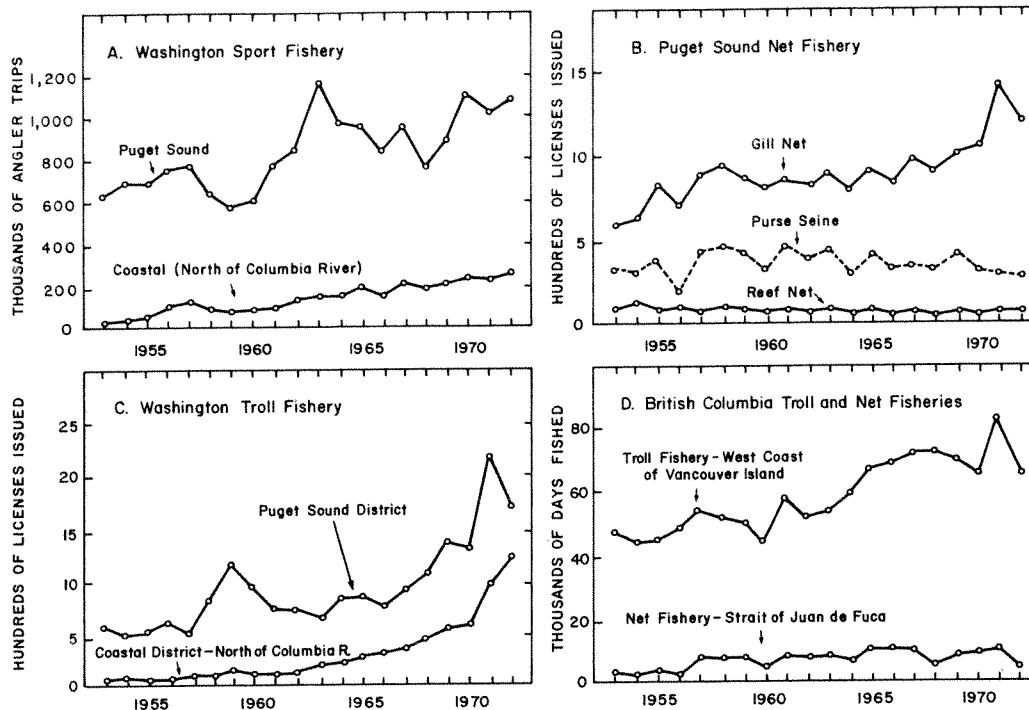 A. Washington Sport Fishery
THOUSANDS OF ANGLER TRIPS
1,200
1,000
800
600
400
200
0
Puget Sound
Coastal (North of Columbia River)
1955 1960 1965 1970
B. Puget Sound Net Fishery
HUNDREDS OF LICENSES ISSUED
15
10
5
0
Gill Net
Purse Seine
Reef Net
1955 1960 1965 1970
C. Washington Troll Fishery
HUNDREDS OF LICENSES ISSUED
25
20
15
10
5
0
Puget Sound District
Coastal District-North of Columbia R.
1955 1960 1965 1970
D. British Columbia Troll and Net Fisheries
THOUSANDS OF DAYS FISHED
80
60
40
20
0
Troll Fishery-West Coast
of Vancouver Island
Net Fishery-Strait of Juan de Fuca
1955 1960 1965 1970